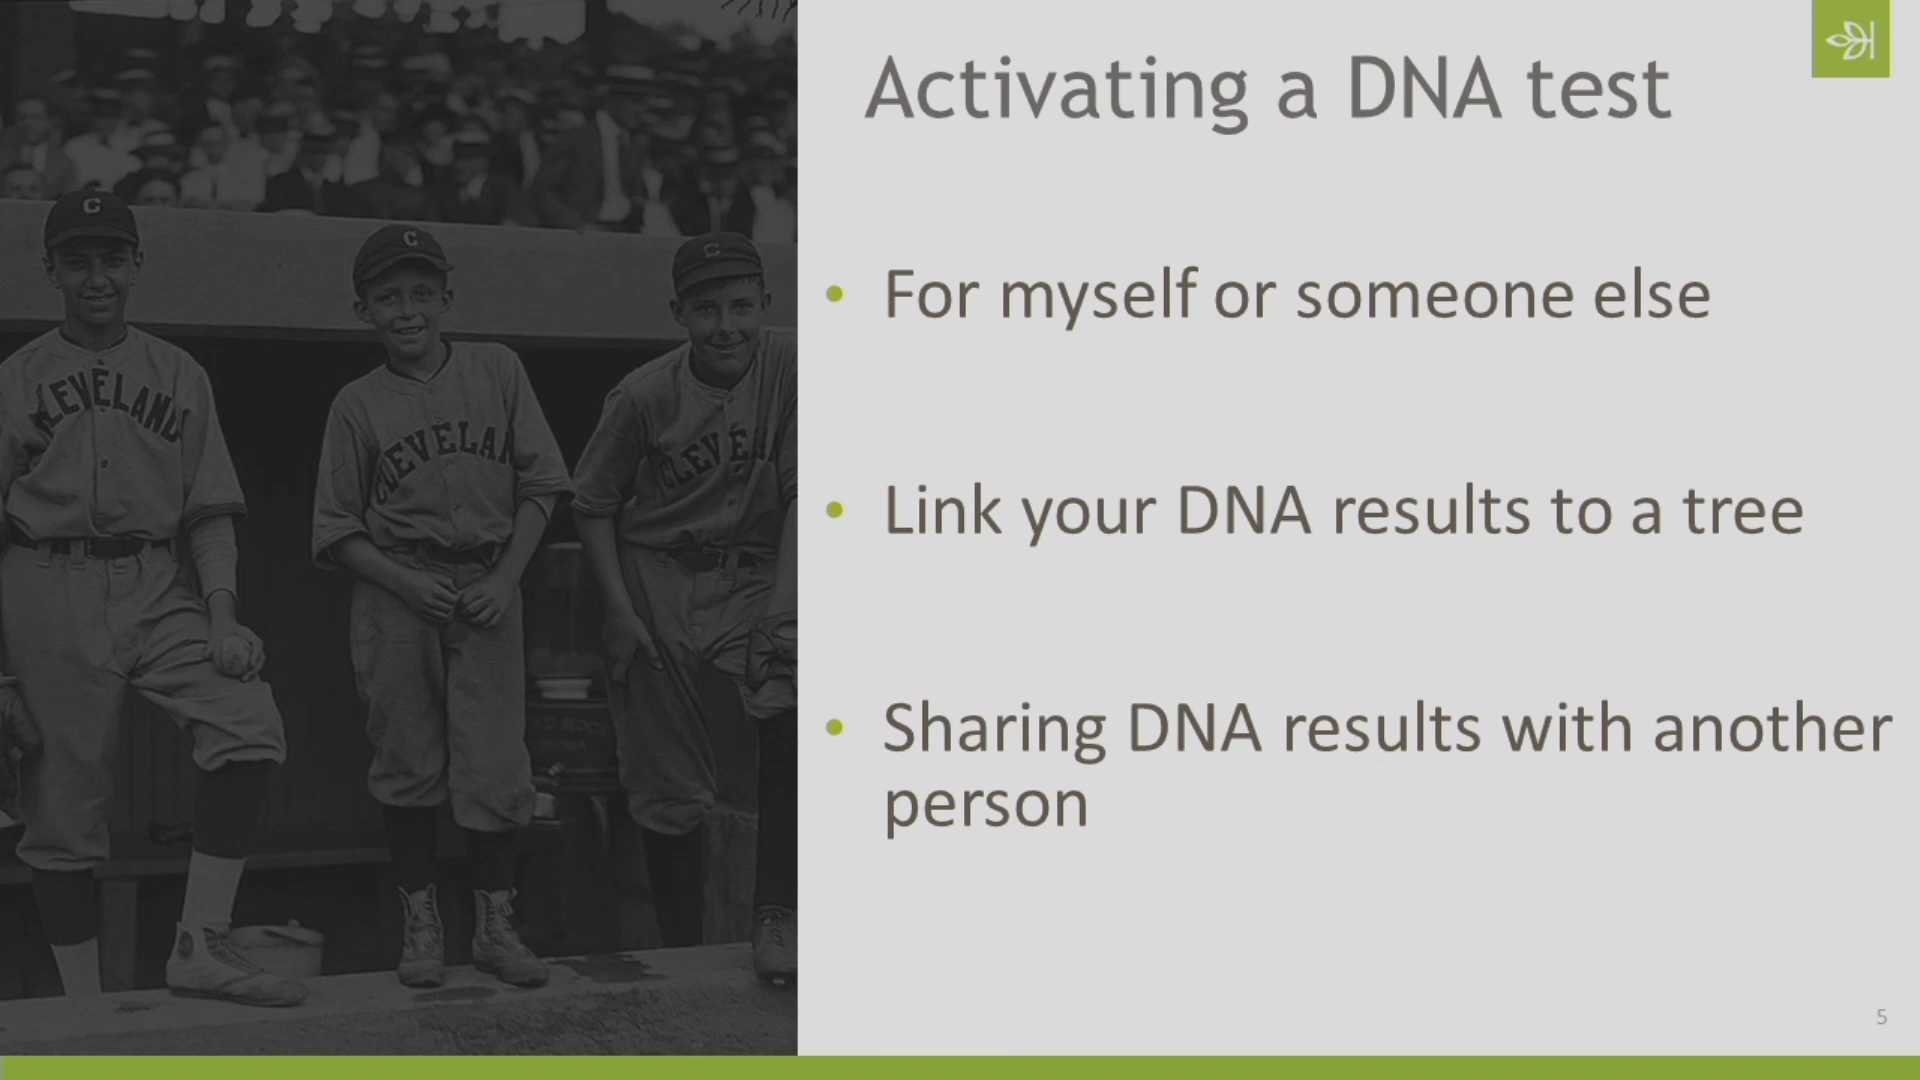 Activating a DNA test
• For myself or someone else
• Link your DNA results to a tree
• Sharing DNA results with another
person
5
C
C
C
CLEVELAND
CLEVELAN
CLEVEL